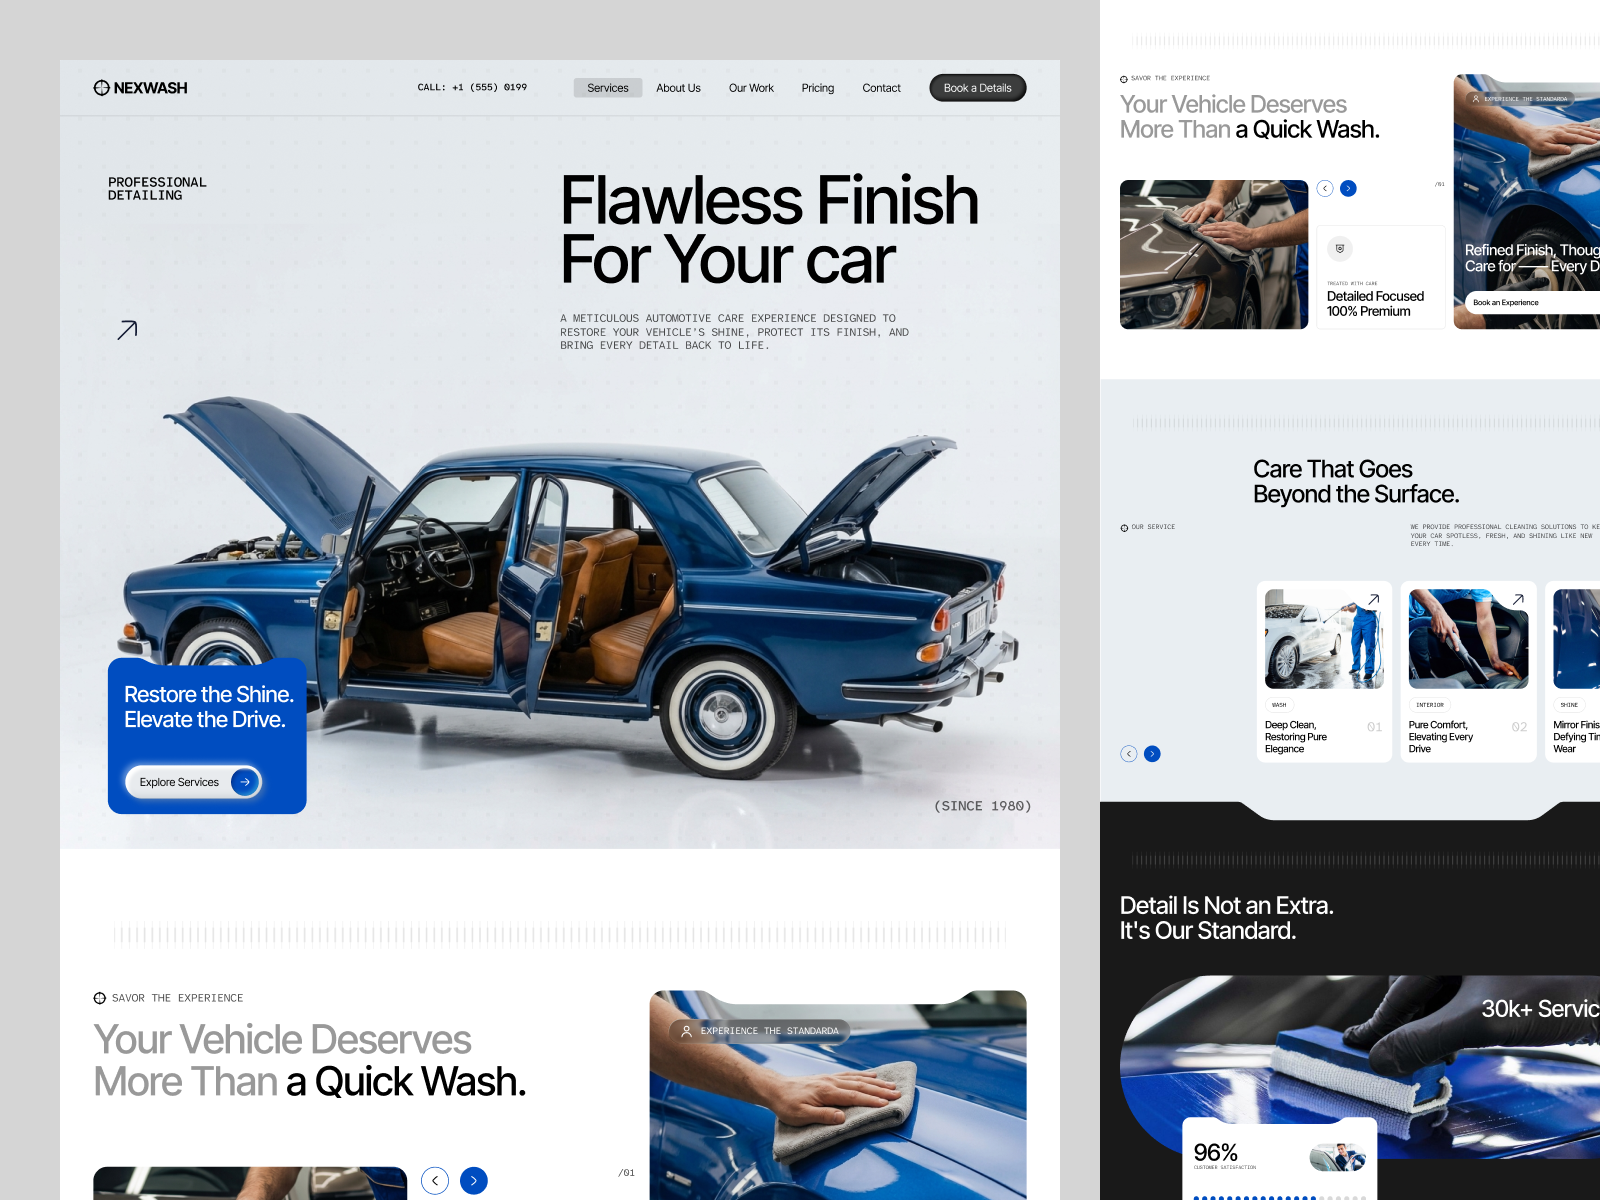 NEXWASH
CALL: +1 (555) 0199
Services
About Us
Our Work
Pricing
Contact
Book a Details
PROFESSIONAL
DETAILING
Flawless Finish
For Your car
A METICULOUS AUTOMOTIVE CARE EXPERIENCE DESIGNED TO
RESTORE YOUR VEHICLE'S SHINE, PROTECT ITS FINISH, AND
BRING EVERY DETAIL BACK TO LIFE.
Restore the Shine.
Elevate the Drive.
Explore Services
(SINCE 1980)
SAVOR THE EXPERIENCE
Your Vehicle Deserves
More Than a Quick Wash.
/01
EXPERIENCE THE STANDARDA
SAVOR THE EXPERIENCE
Your Vehicle Deserves
More Than a Quick Wash.
/01
TREATED WITH CARE
Detailed Focused
100% Premium
EXPERIENCE THE STANDARDA
Refined Finish, Thoug
Care for —— Every D
Book an Experience
Care That Goes
Beyond the Surface.
OUR SERVICE
WE PROVIDE PROFESSIONAL CLEANING SOLUTIONS TO KE
YOUR CAR SPOTLESS, FRESH, AND SHINING LIKE NEW
EVERY TIME.
WASH
Deep Clean,
Restoring Pure
Elegance
01
INTERIOR
Pure Comfort,
Elevating Every
Drive
02
SHINE
Mirror Finis
Defying Tim
Wear
Detail Is Not an Extra.
It's Our Standard.
30k+ Servic
96%
CUSTOMER SATISFACTION